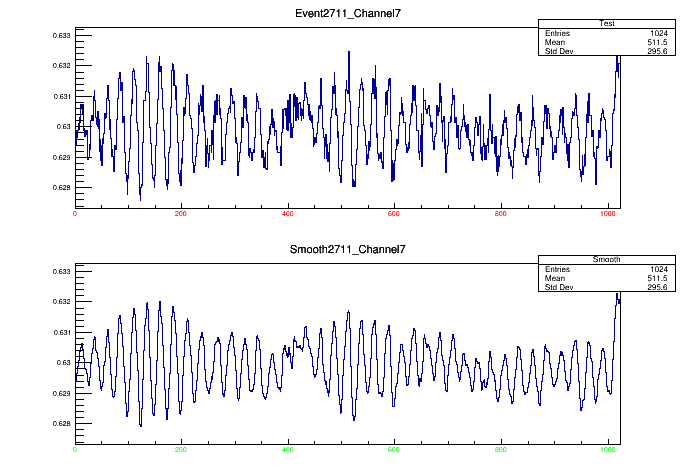 Event2711_Channel7
Test
Entries 1024
Mean 511.5
Std Dev 295.6
0.633
0.632
0.631
0.63
0.629
0.628
0 200 400 600 800 1000
Smooth2711_Channel7
Smooth
Entries 1024
Mean 511.5
Std Dev 295.6
0.633
0.632
0.631
0.63
0.629
0.628
0 200 400 600 800 1000